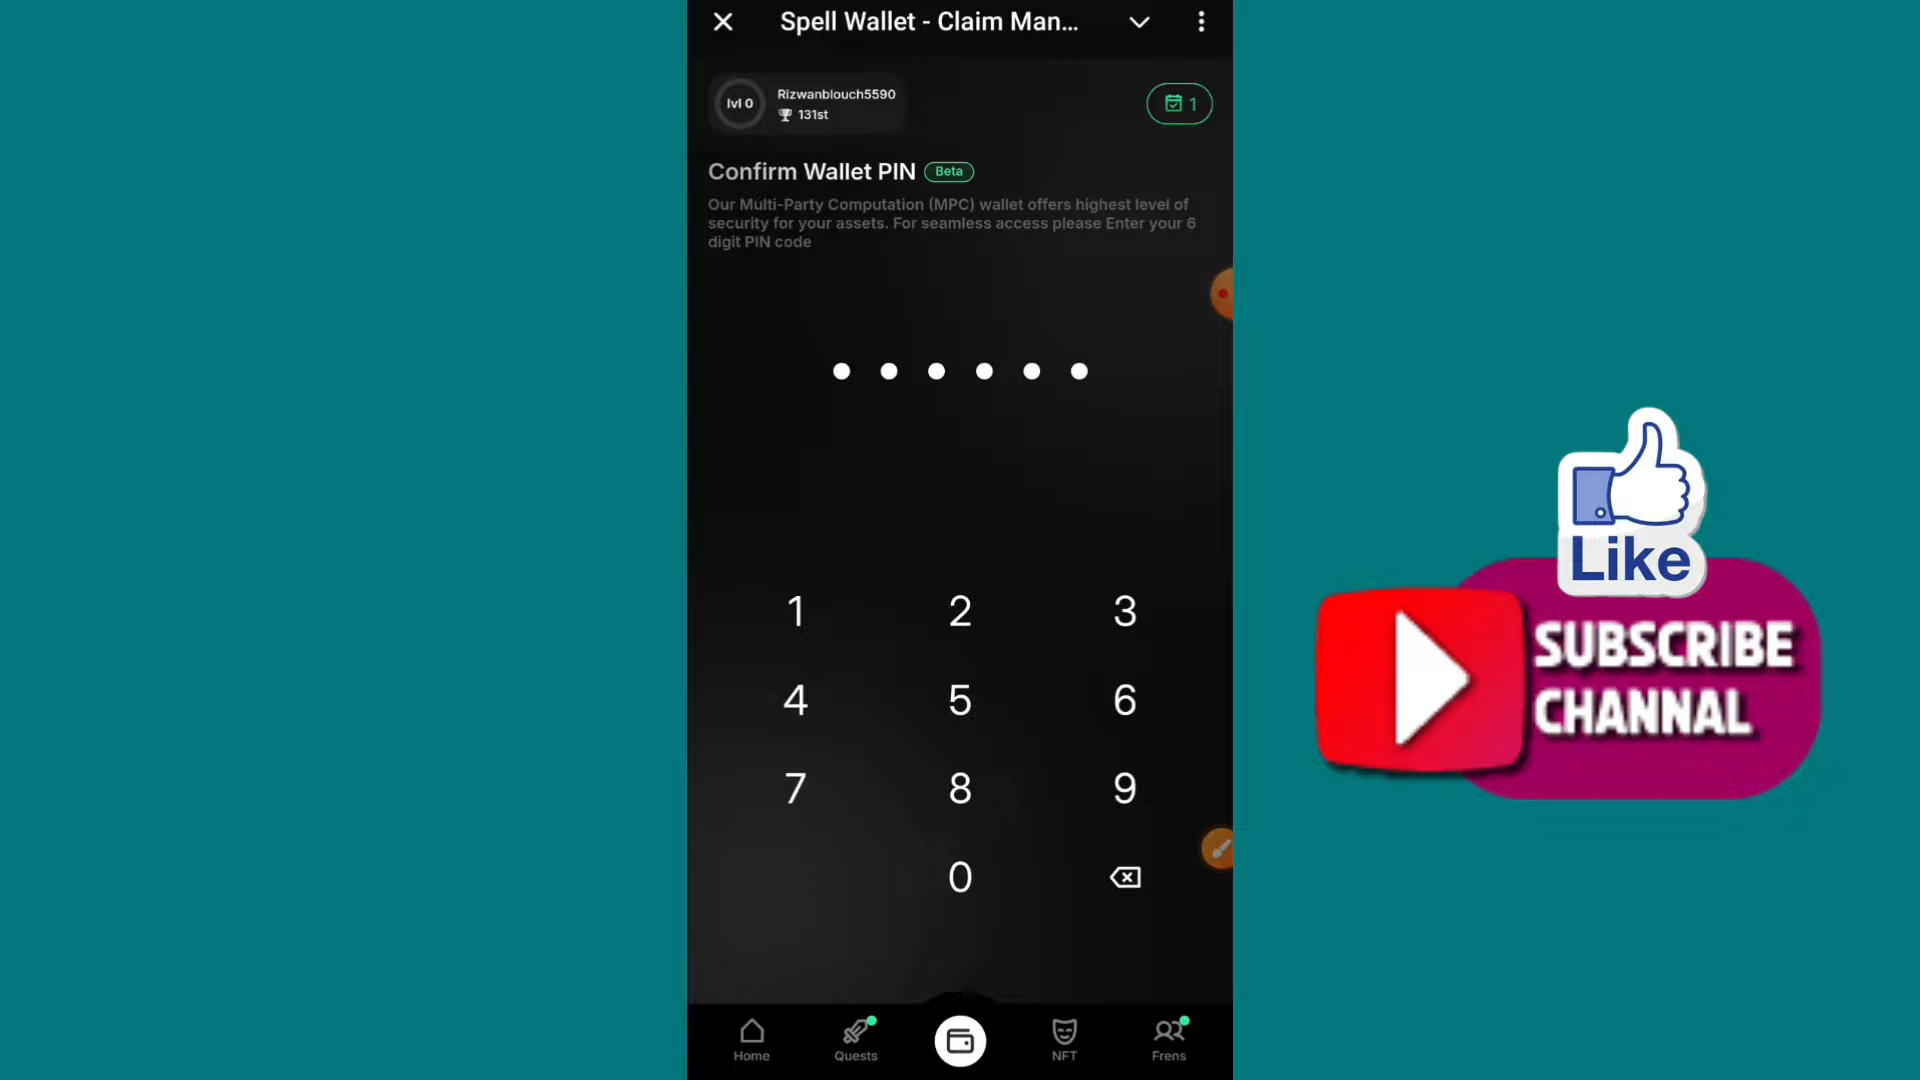 Spell Wallet - Claim Man...
lvl 0
Rizwanblouch5590
131st
1
Confirm Wallet PIN
Beta
Our Multi-Party Computation (MPC) wallet offers highest level of
security for your assets. For seamless access please Enter your 6
digit PIN code
1 2 3
4 5 6
7 8 9
0
Home
Quests
NFT
Frens
Like
SUBSCRIBE
CHANNAL